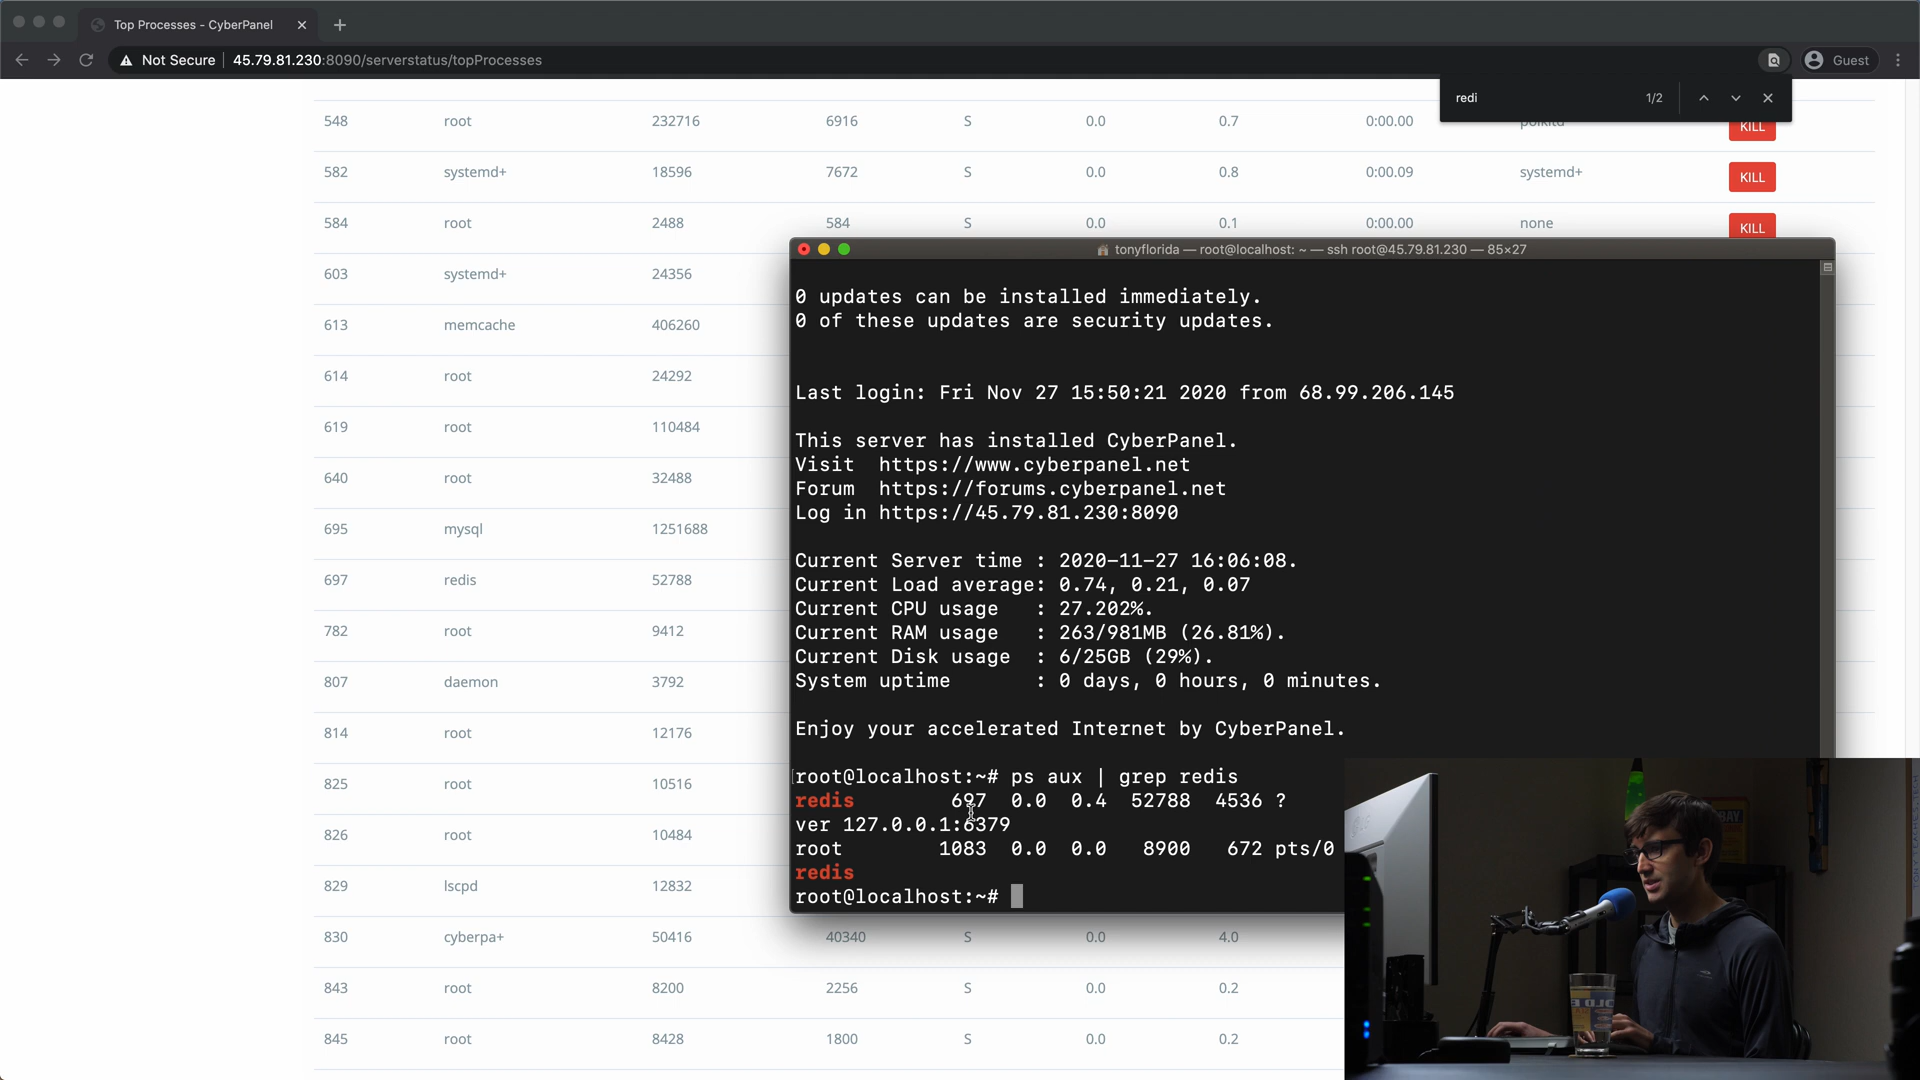 Top Processes - CyberPanel
Not Secure 45.79.81.230:8090/serverstatus/topProcesses
Guest
redi 1/2
548 root 232716 6916 S 0.0 0.7 0:00.00 polkitd KILL
582 systemd+ 18596 7672 S 0.0 0.8 0:00.09 systemd+ KILL
584 root 2488 584 S 0.0 0.1 0:00.00 none KILL
603 systemd+ 24356
613 memcache 406260
614 root 24292
619 root 110484
640 root 32488
695 mysql 1251688
697 redis 52788
782 root 9412
807 daemon 3792
814 root 12176
825 root 10516
826 root 10484
829 lscpd 12832
830 cyberpa+ 50416 40340 S 0.0 4.0
843 root 8200 2256 S 0.0 0.2
845 root 8428 1800 S 0.0 0.2
tonyflorida — root@localhost: ~ — ssh root@45.79.81.230 — 85×27
0 updates can be installed immediately.
0 of these updates are security updates.
Last login: Fri Nov 27 15:50:21 2020 from 68.99.206.145
This server has installed CyberPanel.
Visit https://www.cyberpanel.net
Forum https://forums.cyberpanel.net
Log in https://45.79.81.230:8090
Current Server time : 2020-11-27 16:06:08.
Current Load average: 0.74, 0.21, 0.07
Current CPU usage : 27.202%.
Current RAM usage : 263/981MB (26.81%).
Current Disk usage : 6/25GB (29%).
System uptime : 0 days, 0 hours, 0 minutes.
Enjoy your accelerated Internet by CyberPanel.
root@localhost:~# ps aux | grep redis
redis 697 0.0 0.4 52788 4536 ?
ver 127.0.0.1:6379
root 1083 0.0 0.0 8900 672 pts/0
redis
root@localhost:~#